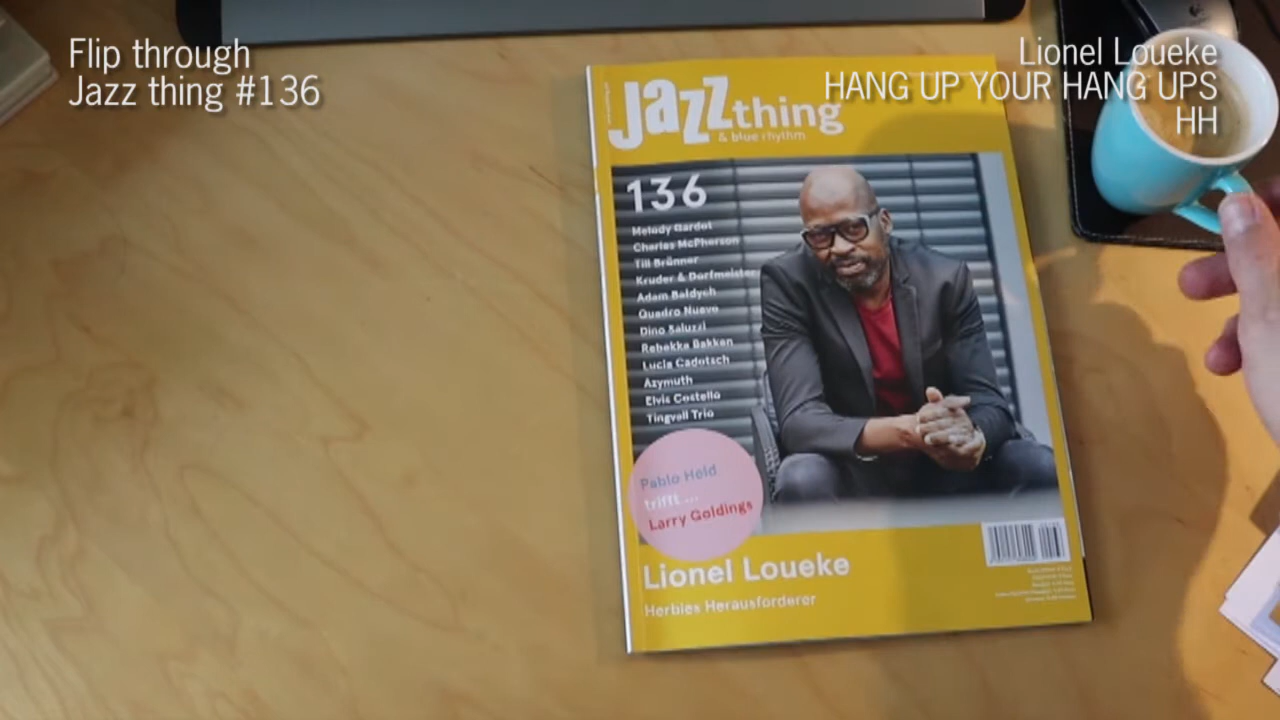 Flip through
Jazz thing #136
Lionel Loueke
HANG UP YOUR HANG UPS
HH
Jazz thing
& blue rhythm
136
Melody Gardot
Charles McPherson
Till Brönner
Kruder & Dorfmeister
Adam Bałdych
Quadro Nuevo
Dino Saluzzi
Rebekka Bakken
Lucia Cadotsch
Azymuth
Elvis Costello
Tingvall Trio
Pablo Held
trifft ...
Larry Goldings
Lionel Loueke
Herbies Herausforderer